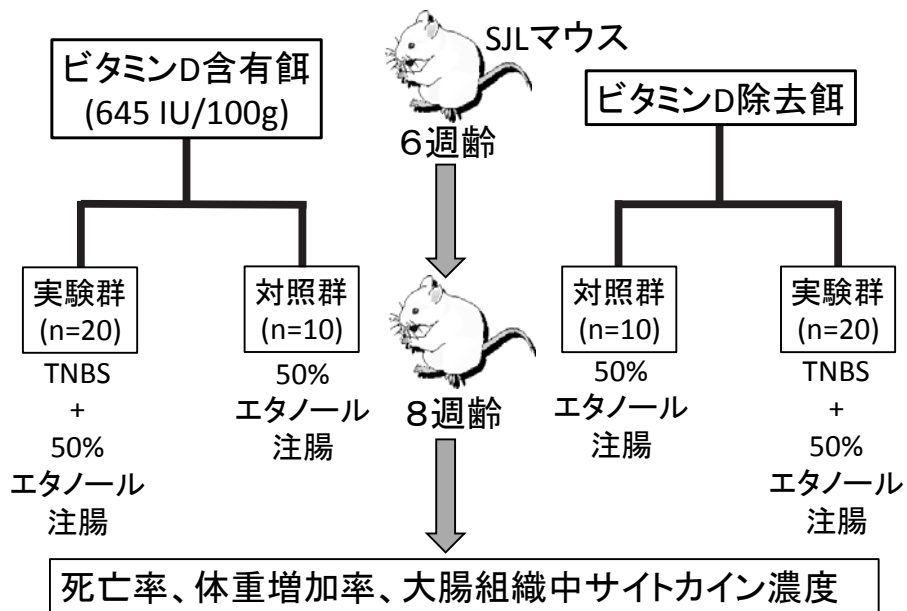 SJLマウス
ビタミンD含有餌
(645 IU/100g)
ビタミンD除去餌
６週齢
実験群
(n=20)
TNBS
+
50%
エタノール
注腸
対照群
(n=10)
50%
エタノール
注腸
8週齢
対照群
(n=10)
50%
エタノール
注腸
実験群
(n=20)
TNBS
+
50%
エタノール
注腸
死亡率、体重増加率、大腸組織中サイトカイン濃度